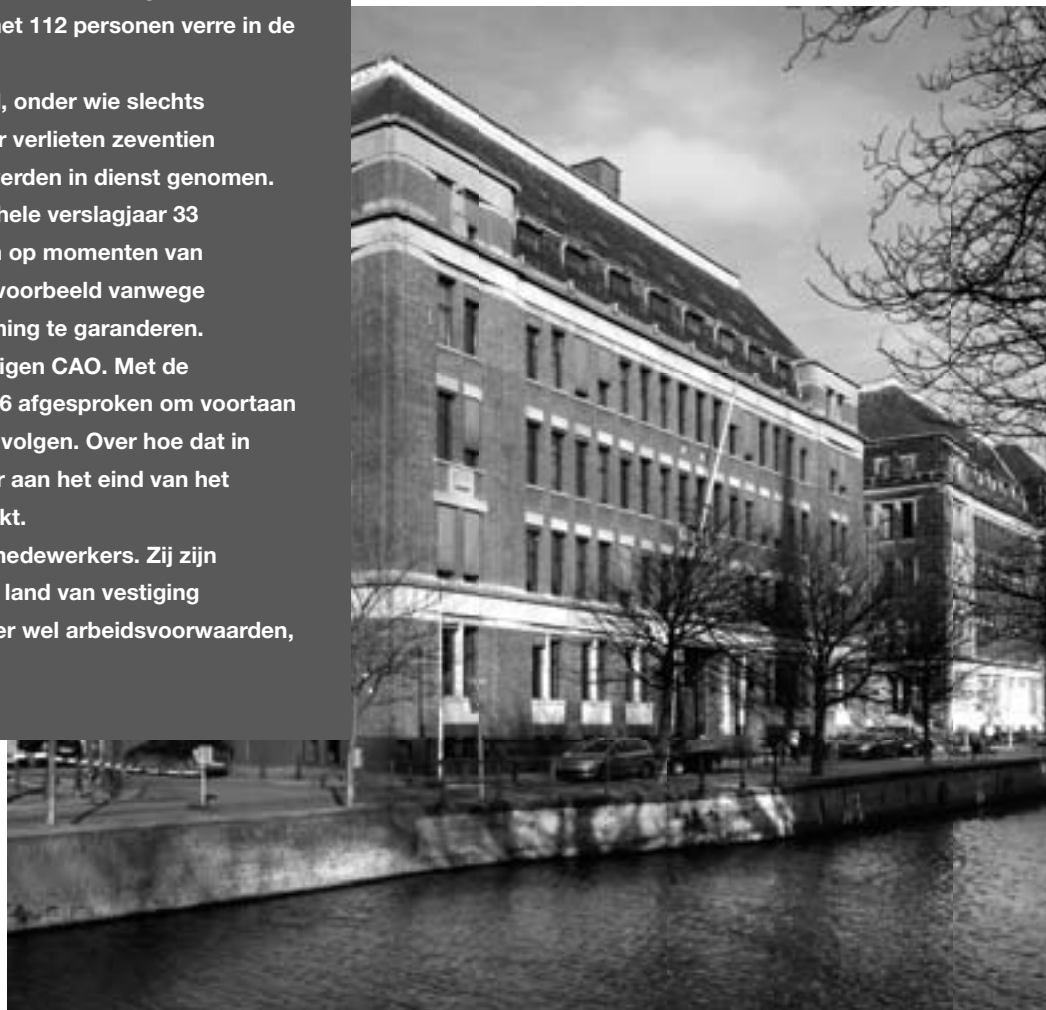 et 112 personen verre in de
, onder wie slechts
r verlieten zeventien
erden in dienst genomen.
hele verslagjaar 33
op momenten van
voorbeeld vanwege
ning te garanderen.
igen CAO. Met de
6 afgesproken om voortaan
volgen. Over hoe dat in
r aan het eind van het
kt.
medewerkers. Zij zijn
land van vestiging
er wel arbeidsvoorwaarden,